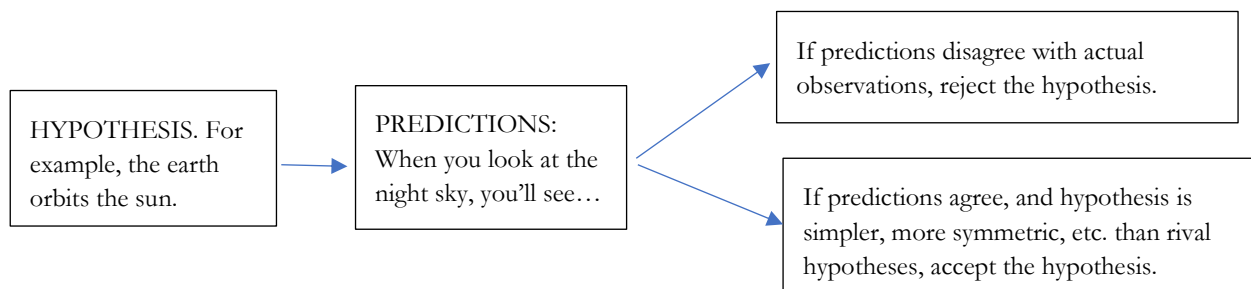 HYPOTHESIS. For
example, the earth
orbits the sun.
PREDICTIONS:
When you look at the
night sky, you’ll see…
If predictions disagree with actual
observations, reject the hypothesis.
If predictions agree, and hypothesis is
simpler, more symmetric, etc. than rival
hypotheses, accept the hypothesis.